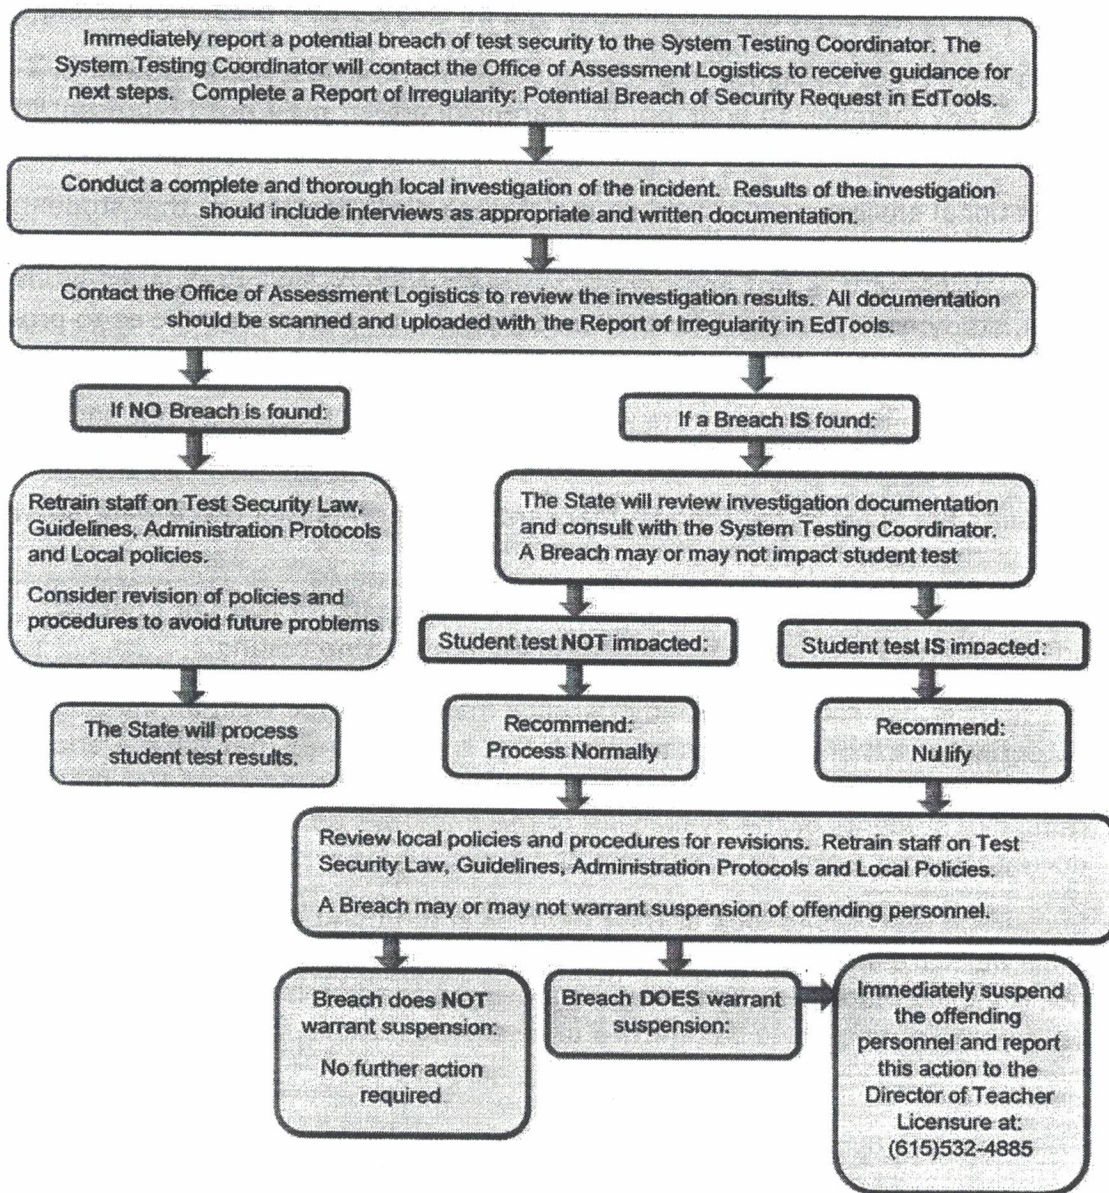 Immediately report a potential breach of test security to the System Testing Coordinator. The
System Testing Coordinator will contact the Office of Assessment Logistics to receive guidance for
next steps. Complete a Report of Irregularity: Potential Breach of Security Request in EdTools.
Conduct a complete and thorough local investigation of the incident. Results of the investigation
should include interviews as appropriate and written documentation.
Contact the Office of Assessment Logistics to review the investigation results. All documentation
should be scanned and uploaded with the Report of Irregularity in EdTools.
If NO Breach is found:
Retrain staff on Test Security Law,
Guidelines, Administration Protocols
and Local policies.
Consider revision of policies and
procedures to avoid future problems
The State will process
student test results.
If a Breach IS found:
The State will review investigation documentation
and consult with the System Testing Coordinator.
A Breach may or may not impact student test
Student test NOT impacted:
Recommend:
Process Normally
Student test IS impacted:
Recommend:
Nullify
Review local policies and procedures for revisions. Retrain staff on Test
Security Law, Guidelines, Administration Protocols and Local Policies.
A Breach may or may not warrant suspension of offending personnel.
Breach does NOT
warrant suspension:
No further action
required
Breach DOES warrant
suspension:
Immediately suspend
the offending
personnel and report
this action to the
Director of Teacher
Licensure at:
(615)532-4885